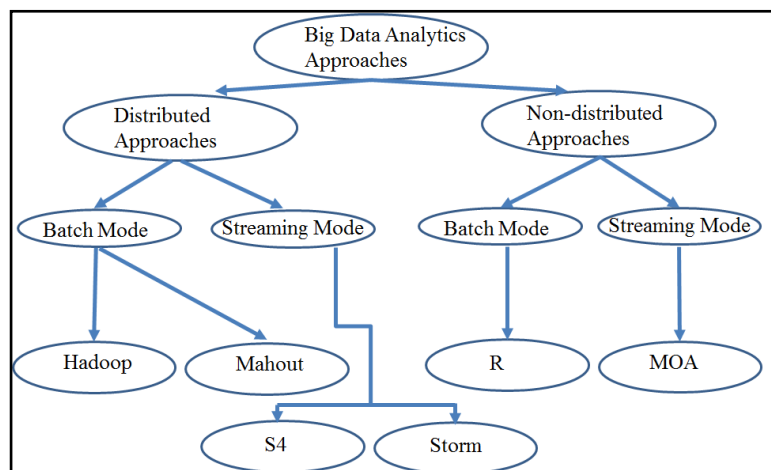 Big Data Analytics
Approaches
Distributed
Approaches
Non-distributed
Approaches
Batch Mode
Streaming Mode
Batch Mode
Streaming Mode
Hadoop
Mahout
R
MOA
S4
Storm